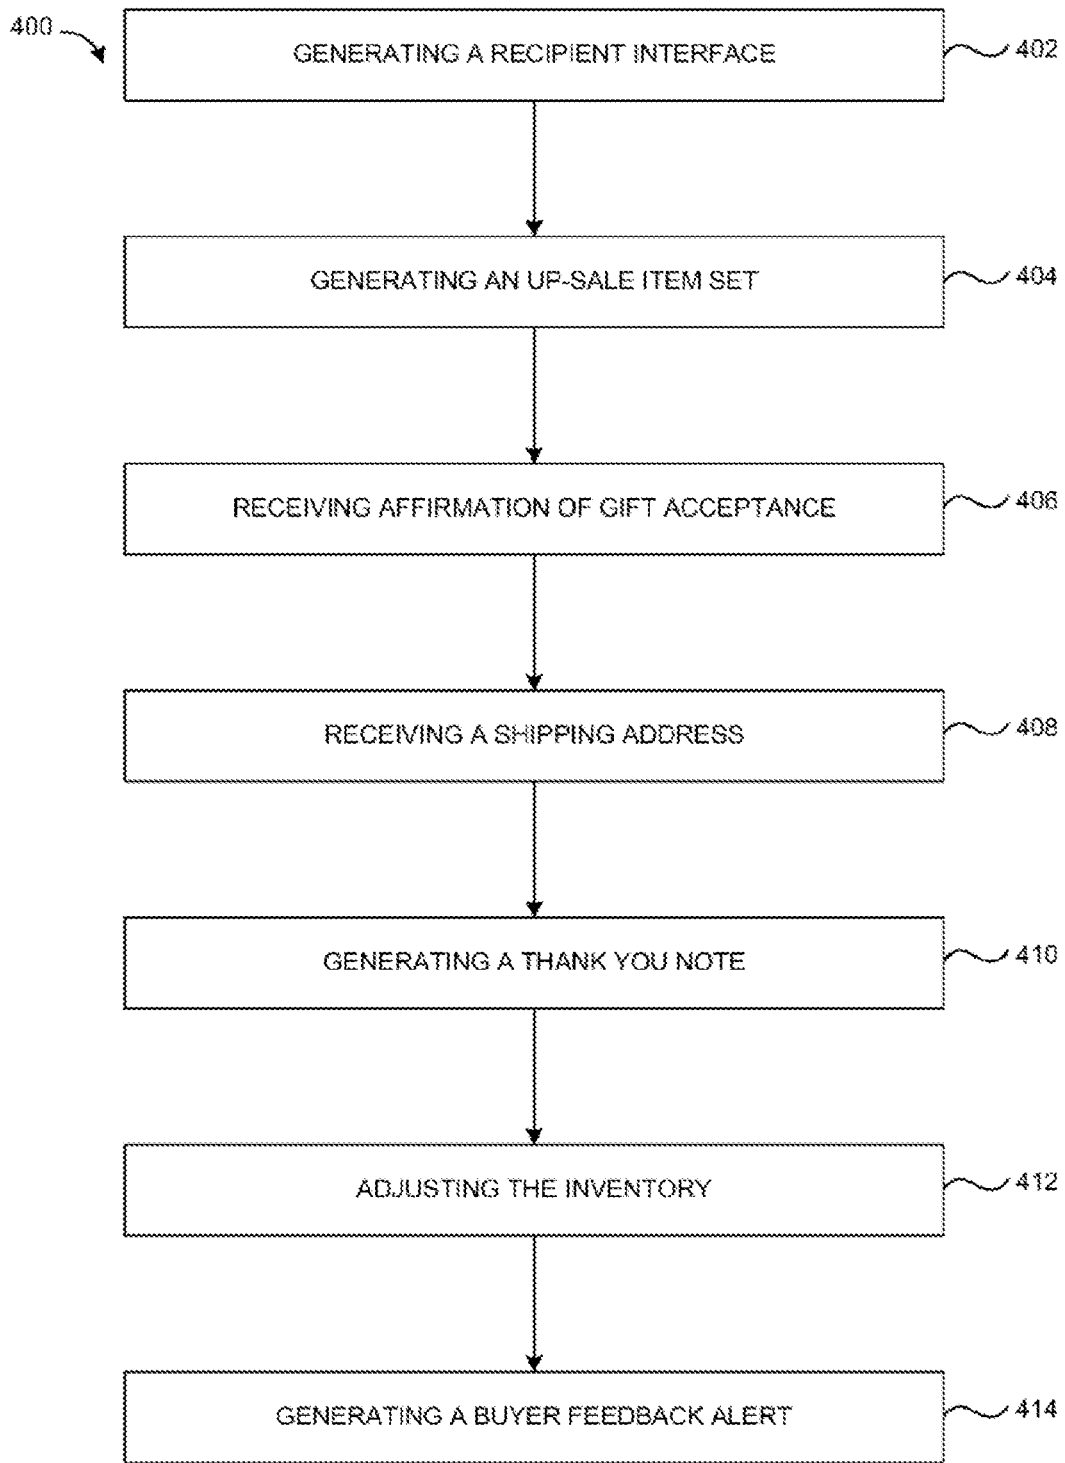 400
GENERATING A RECIPIENT INTERFACE
402
GENERATING AN UP-SALE ITEM SET
404
RECEIVING AFFIRMATION OF GIFT ACCEPTANCE
406
RECEIVING A SHIPPING ADDRESS
408
GENERATING A THANK YOU NOTE
410
ADJUSTING THE INVENTORY
412
GENERATING A BUYER FEEDBACK ALERT
414